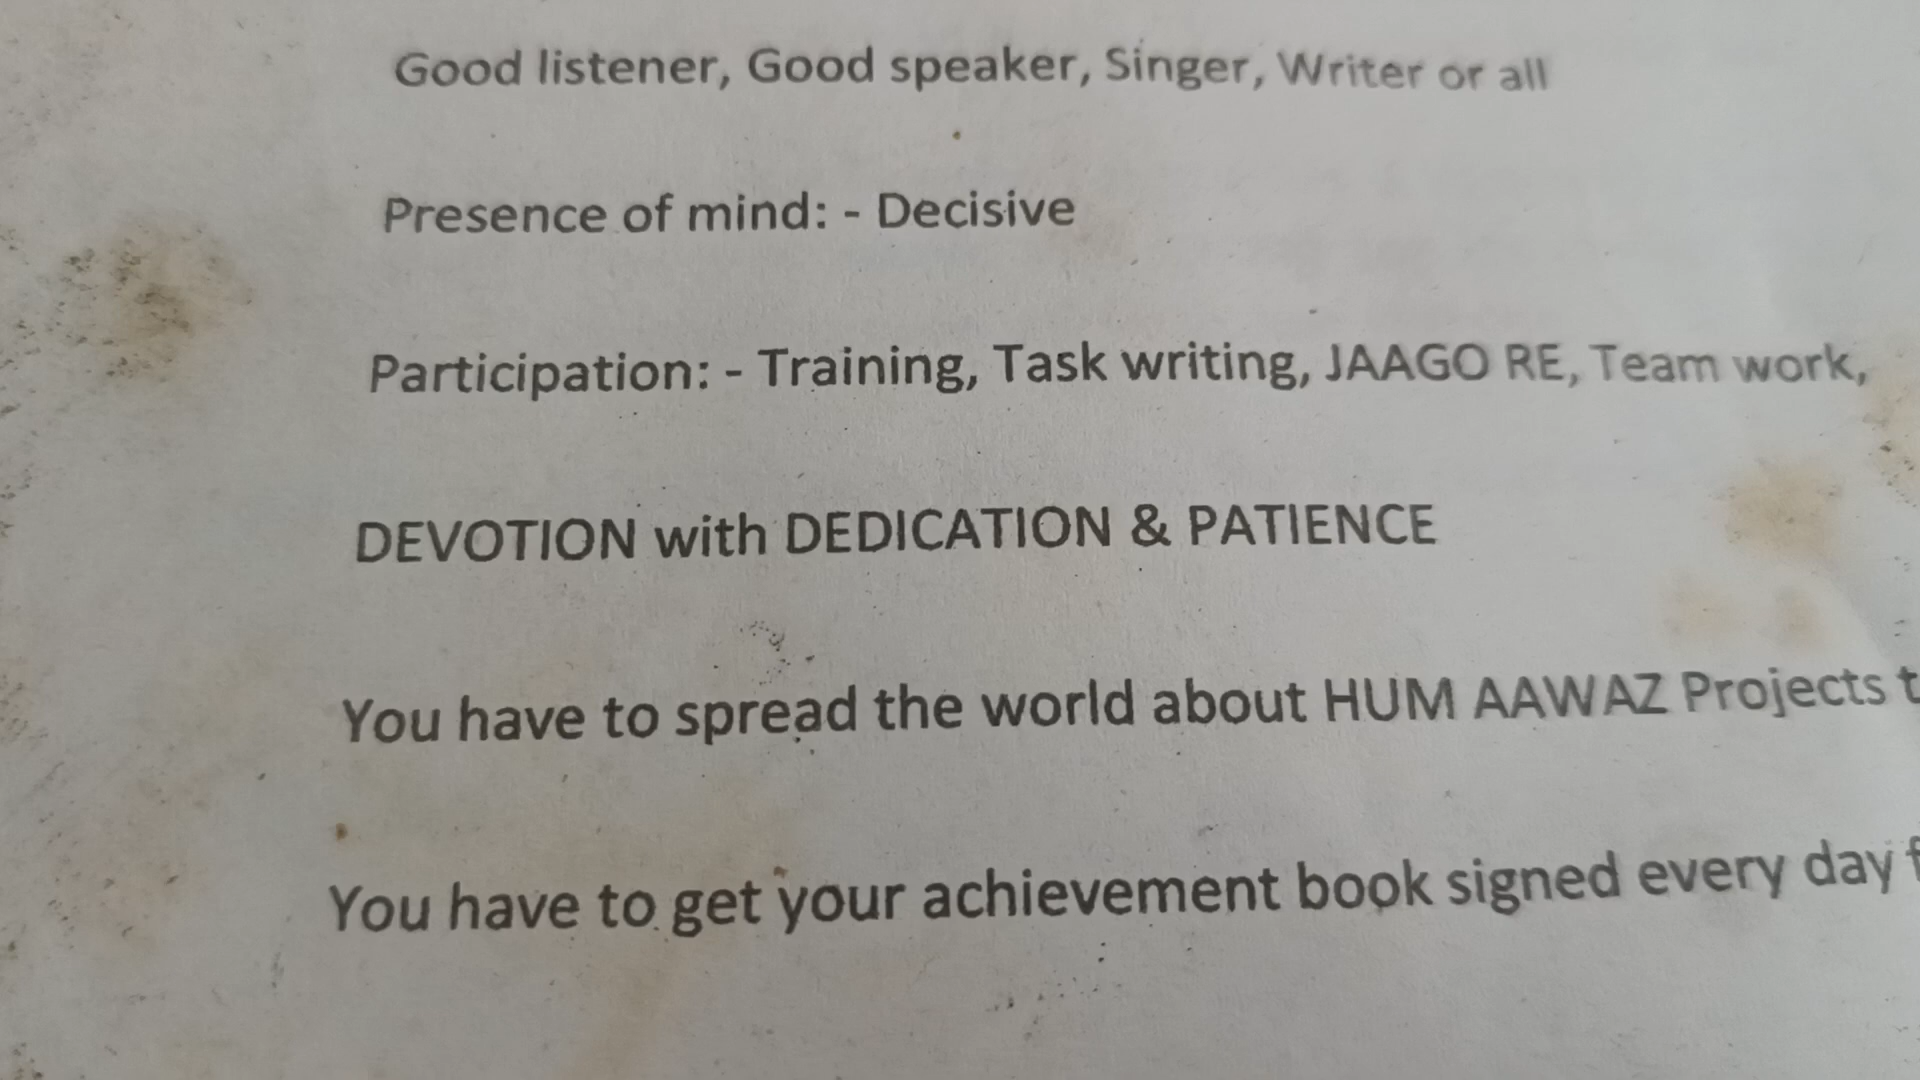 Good listener, Good speaker, Singer, Writer or all
Presence of mind: - Decisive
Participation: - Training, Task writing, JAAGO RE, Team work,
DEVOTION with DEDICATION & PATIENCE
You have to spread the world about HUM AAWAZ Projects
You have to get your achievement book signed every day